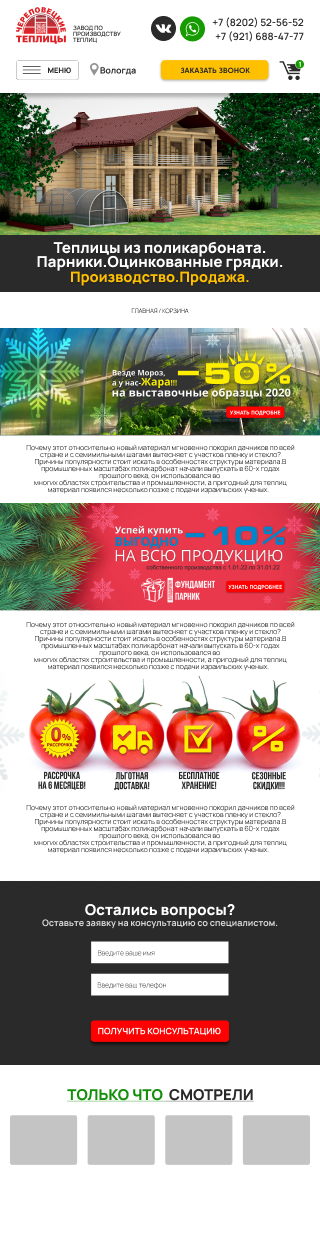 ЧЕРЕПОВЕЦКИЕ
ТЕПЛИЦЫ
ЗАВОД ПО
ПРОИЗВОДСТВУ
ТЕПЛИЦ
+7 (8202) 52-56-52
+7 (921) 688-47-77
МЕНЮ
Вологда
ЗАКАЗАТЬ ЗВОНОК
1
Теплицы из поликарбоната.
Парники.Оцинкованные грядки.
Производство.Продажа.
ГЛАВНАЯ / КОРЗИНА
Везде Мороз,
а у нас-Жара!!!
-50%
на выставочные образцы 2020
УЗНАТЬ ПОДРОБНЕ
Почему этот относительно новый материал мгновенно покорил дачников по всей
стране и с семимильными шагами вытесняет с участков пленку и стекло?
Причины популярности стоит искать в особенностях структуры материала.В
промышленных масштабах поликарбонат начали выпускать в 60-х годах
прошлого века, он использовался во
многих областях строительства и промышленности, а пригодный для теплиц
материал появился несколько позже с подачи израильских ученых.
Успей купить
ВЫГОДНО
-10%
НА ВСЮ ПРОДУКЦИЮ
собственного производства с 1.01.22 по 31.01.22
ФУНДАМЕНТ
ПАРНИК
УЗНАТЬ ПОДРОБНЕЕ
Почему этот относительно новый материал мгновенно покорил дачников по всей
стране и с семимильными шагами вытесняет с участков пленку и стекло?
Причины популярности стоит искать в особенностях структуры материала.В
промышленных масштабах поликарбонат начали выпускать в 60-х годах
прошлого века, он использовался во
многих областях строительства и промышленности, а пригодный для теплиц
материал появился несколько позже с подачи израильских ученых.
0%
РАССРОЧКА
РАССРОЧКА
НА 6 МЕСЯЦЕВ!
ЛЬГОТНАЯ
ДОСТАВКА!
БЕСПЛАТНОЕ
ХРАНЕНИЕ!
СЕЗОННЫЕ
СКИДКИ!!!
Почему этот относительно новый материал мгновенно покорил дачников по всей
стране и с семимильными шагами вытесняет с участков пленку и стекло?
Причины популярности стоит искать в особенностях структуры материала.В
промышленных масштабах поликарбонат начали выпускать в 60-х годах
прошлого века, он использовался во
многих областях строительства и промышленности, а пригодный для теплиц
материал появился несколько позже с подачи израильских ученых.
Остались вопросы?
Оставьте заявку на консультацию со специалистом.
Введите ваше имя
Введите ваш телефон
ПОЛУЧИТЬ КОНСУЛЬТАЦИЮ
ТОЛЬКО ЧТО СМОТРЕЛИ